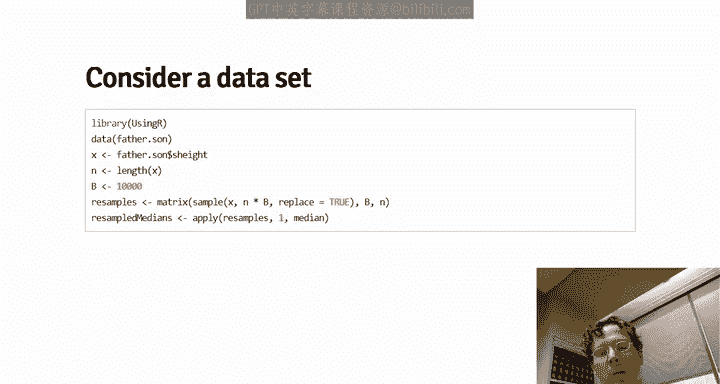 GPT中英字幕课程资源@bilibili.com
Consider a data set
library(UsingR)
data(father.son)
x <- father.son$sheight
n <- length(x)
B <- 10000
resamples <- matrix(sample(x, n * B, replace = TRUE), B, n)
resampledMedians <- apply(resamples, 1, median)